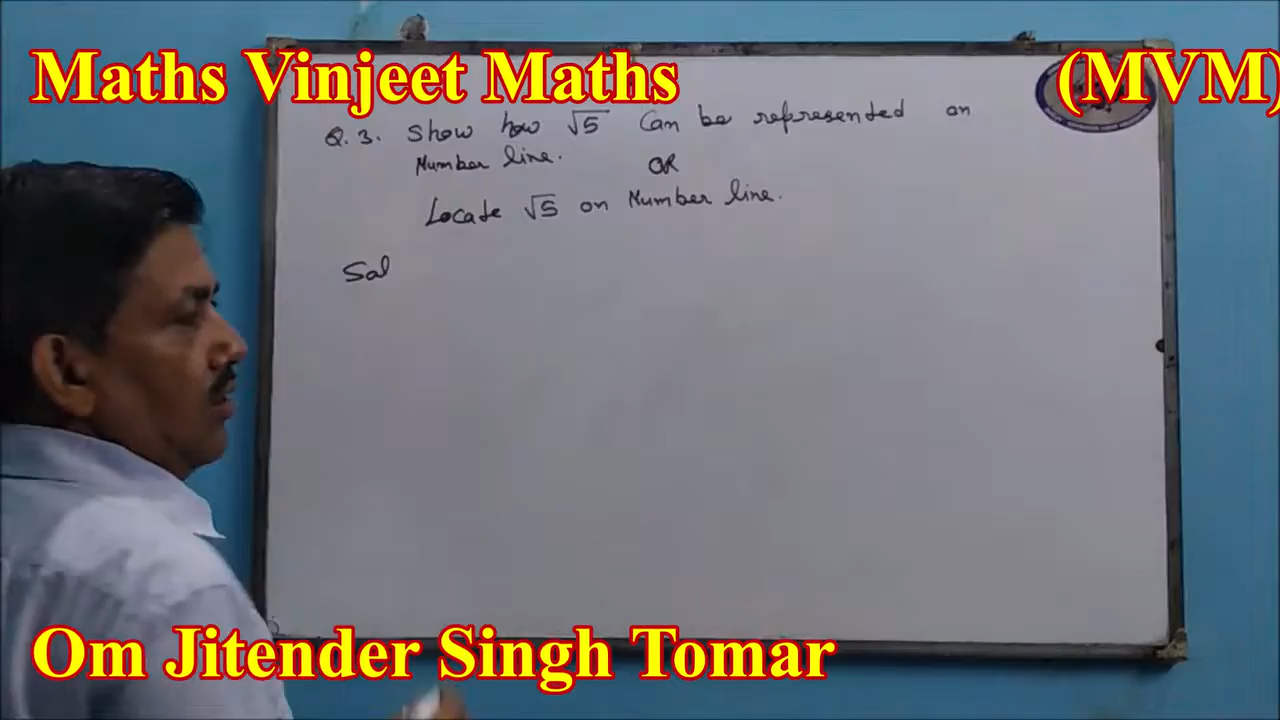 Maths Vinjeet Maths (MVM)
Q. 3. Show how √5 Can be represented on
Number line. OR
Locate √5 on Number line.
Sol
Om Jitender Singh Tomar